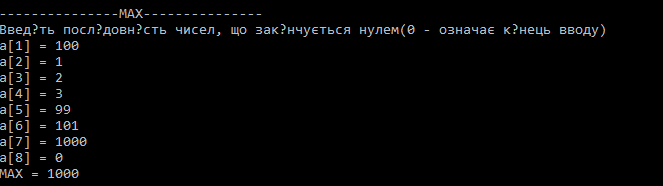 ---------------MAX---------------
Введ?ть посл?довн?сть чисел, що зак?нчується нулем(0 - означає к?нець вводу)
a[1] = 100
a[2] = 1
a[3] = 2
a[4] = 3
a[5] = 99
a[6] = 101
a[7] = 1000
a[8] = 0
MAX = 1000